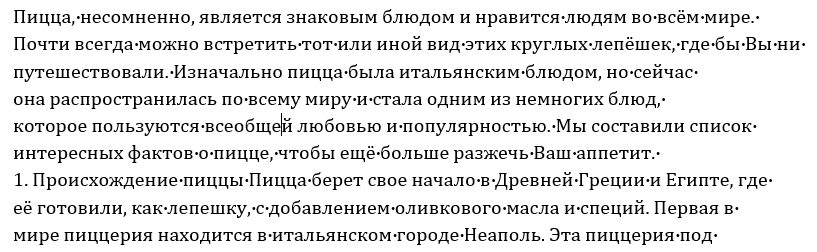 Пицца, несомненно, является знаковым блюдом и нравится людям во всём мире.
Почти всегда можно встретить тот или иной вид этих круглых лепёшек, где бы Вы ни
путешествовали. Изначально пицца была итальянским блюдом, но сейчас
она распространилась по всему миру и стала одним из немногих блюд,
которое пользуются всеобщей любовью и популярностью. Мы составили список
интересных фактов о пицце, чтобы ещё больше разжечь Ваш аппетит.
1. Происхождение пиццы Пицца берет свое начало в Древней Греции и Египте, где
её готовили, как лепешку, с добавлением оливкового масла и специй. Первая в
мире пиццерия находится в итальянском городе Неаполь. Эта пиццерия под